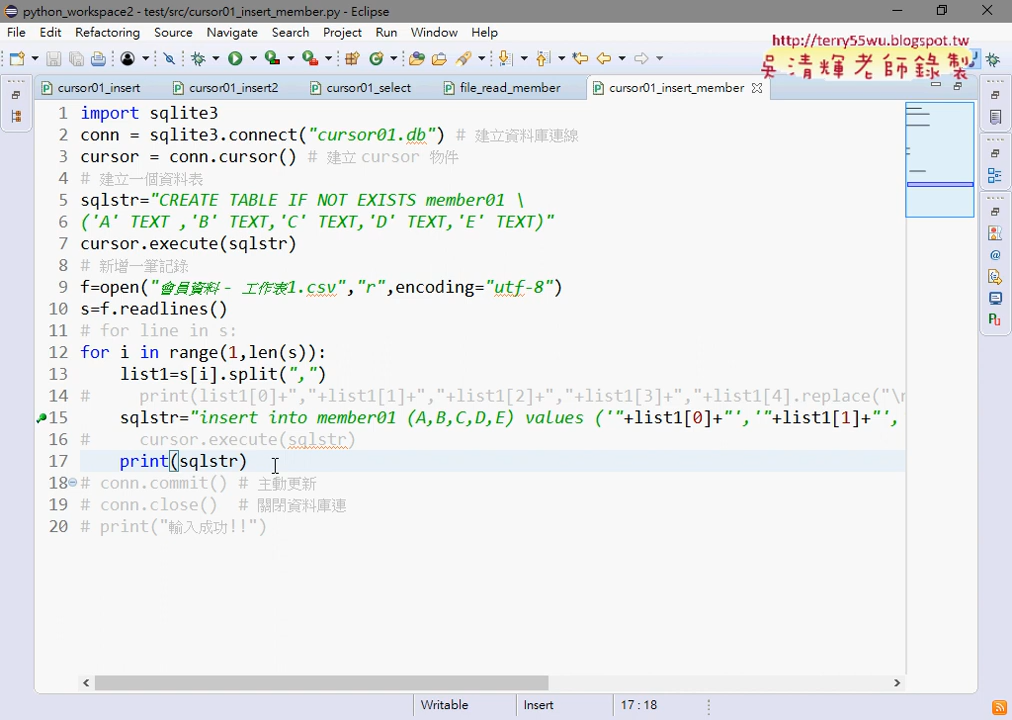 python_workspace2 - test/src/cursor01_insert_member.py - Eclipse
File Edit Refactoring Source Navigate Search Project Run Window Help
http://terry55wu.blogspot.tw
吳清輝老師錄製
cursor01_insert cursor01_insert2 cursor01_select file_read_member cursor01_insert_member
1 import sqlite3
2 conn = sqlite3.connect("cursor01.db") # 建立資料庫連線
3 cursor = conn.cursor() # 建立 cursor 物件
4 # 建立一個資料表
5 sqlstr="CREATE TABLE IF NOT EXISTS member01 \
6 ('A' TEXT ,'B' TEXT,'C' TEXT,'D' TEXT,'E' TEXT)"
7 cursor.execute(sqlstr)
8 # 新增一筆記錄
9 f=open("會員資料 - 工作表1.csv","r",encoding="utf-8")
10 s=f.readlines()
11 # for line in s:
12 for i in range(1,len(s)):
13 list1=s[i].split(",")
14 # print(list1[0]+","+list1[1]+","+list1[2]+","+list1[3]+","+list1[4].replace("\n
15 sqlstr="insert into member01 (A,B,C,D,E) values ('"+list1[0]+"','"+list1[1]+"',
16 # cursor.execute(sqlstr)
17 print(sqlstr)
18 # conn.commit() # 主動更新
19 # conn.close() # 關閉資料庫連
20 # print("輸入成功!!")
Writable Insert 17 : 18